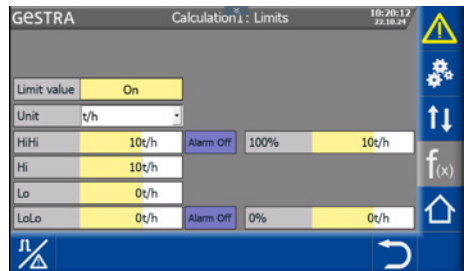 GESTRA Calculation1: Limits 10:20:12
22.10.24
Limit value On
Unit t/h
HiHi 10t/h Alarm Off 100% 10t/h
Hi 10t/h
Lo 0t/h
LoLo 0t/h Alarm Off 0% 0t/h
f(x)